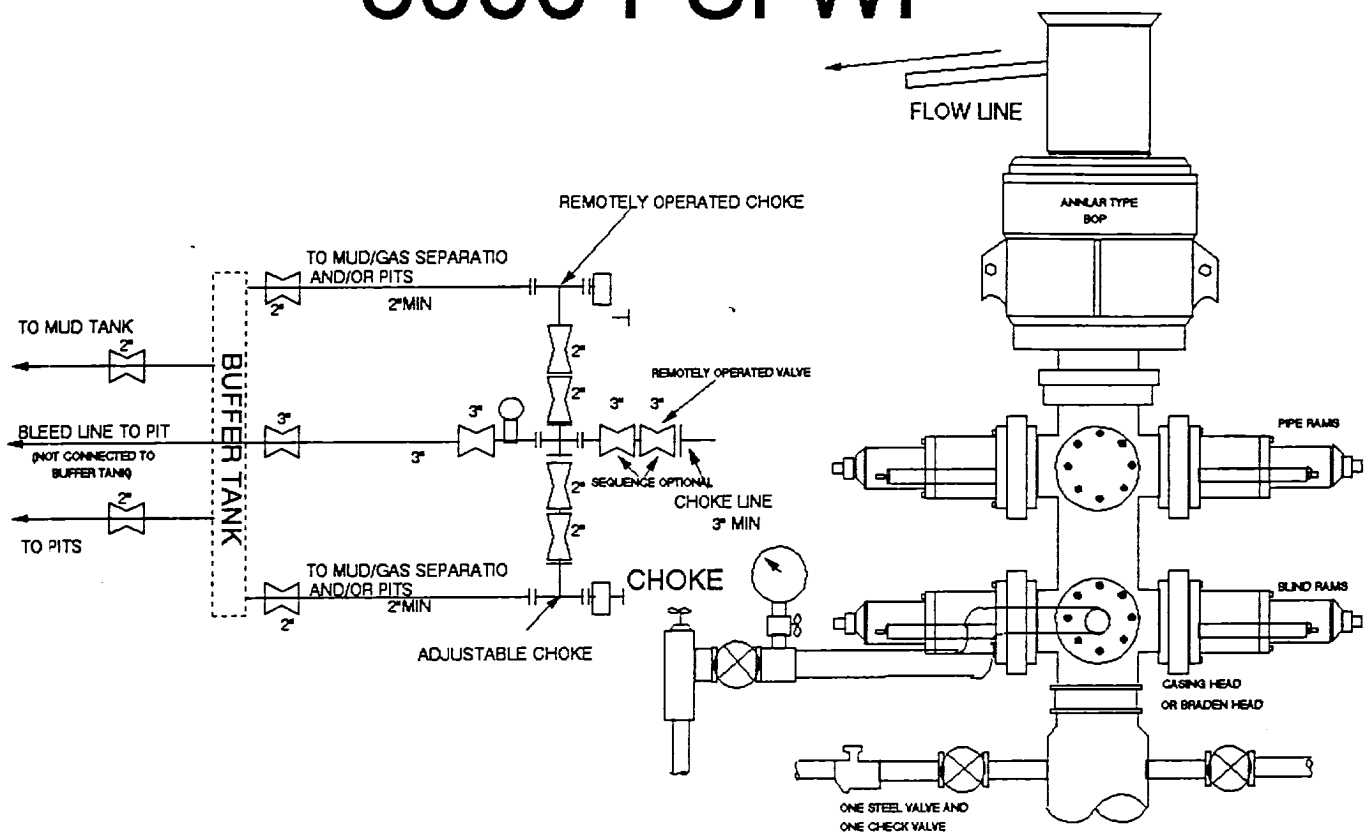 FLOW LINE
ANNLAR TYPE
BOP
REMOTELY OPERATED CHOKE
TO MUD/GAS SEPARATIO
AND/OR PITS
2"MIN
2"
TO MUD TANK
2"
2"
2"
REMOTELY OPERATED VALVE
3"
3"
3"
3"
BLEED LINE TO PIT
(NOT CONNECTED TO
BUFFER TANK)
3"
BUFFER TANK
SEQUENCE OPTIONAL
CHOKE LINE
3" MIN
2"
2"
2"
TO PITS
TO MUD/GAS SEPARATIO
AND/OR PITS
2"MIN
2"
ADJUSTABLE CHOKE
CHOKE
PIPE RAMS
BLIND RAMS
CASING HEAD
OR BRADEN HEAD
ONE STEEL VALVE AND
ONE CHECK VALVE